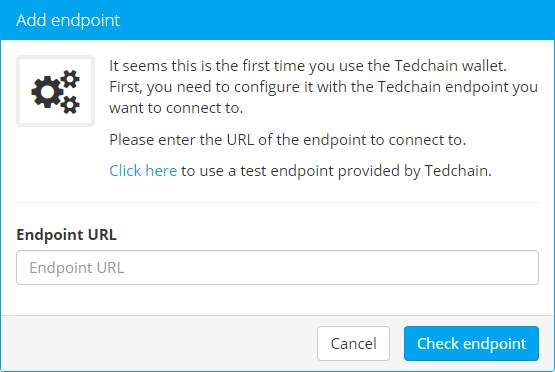 Add endpoint
It seems this is the first time you use the Tedchain wallet.
First, you need to configure it with the Tedchain endpoint you
want to connect to.
Please enter the URL of the endpoint to connect to.
Click here to use a test endpoint provided by Tedchain.
Endpoint URL
Endpoint URL
Cancel
Check endpoint